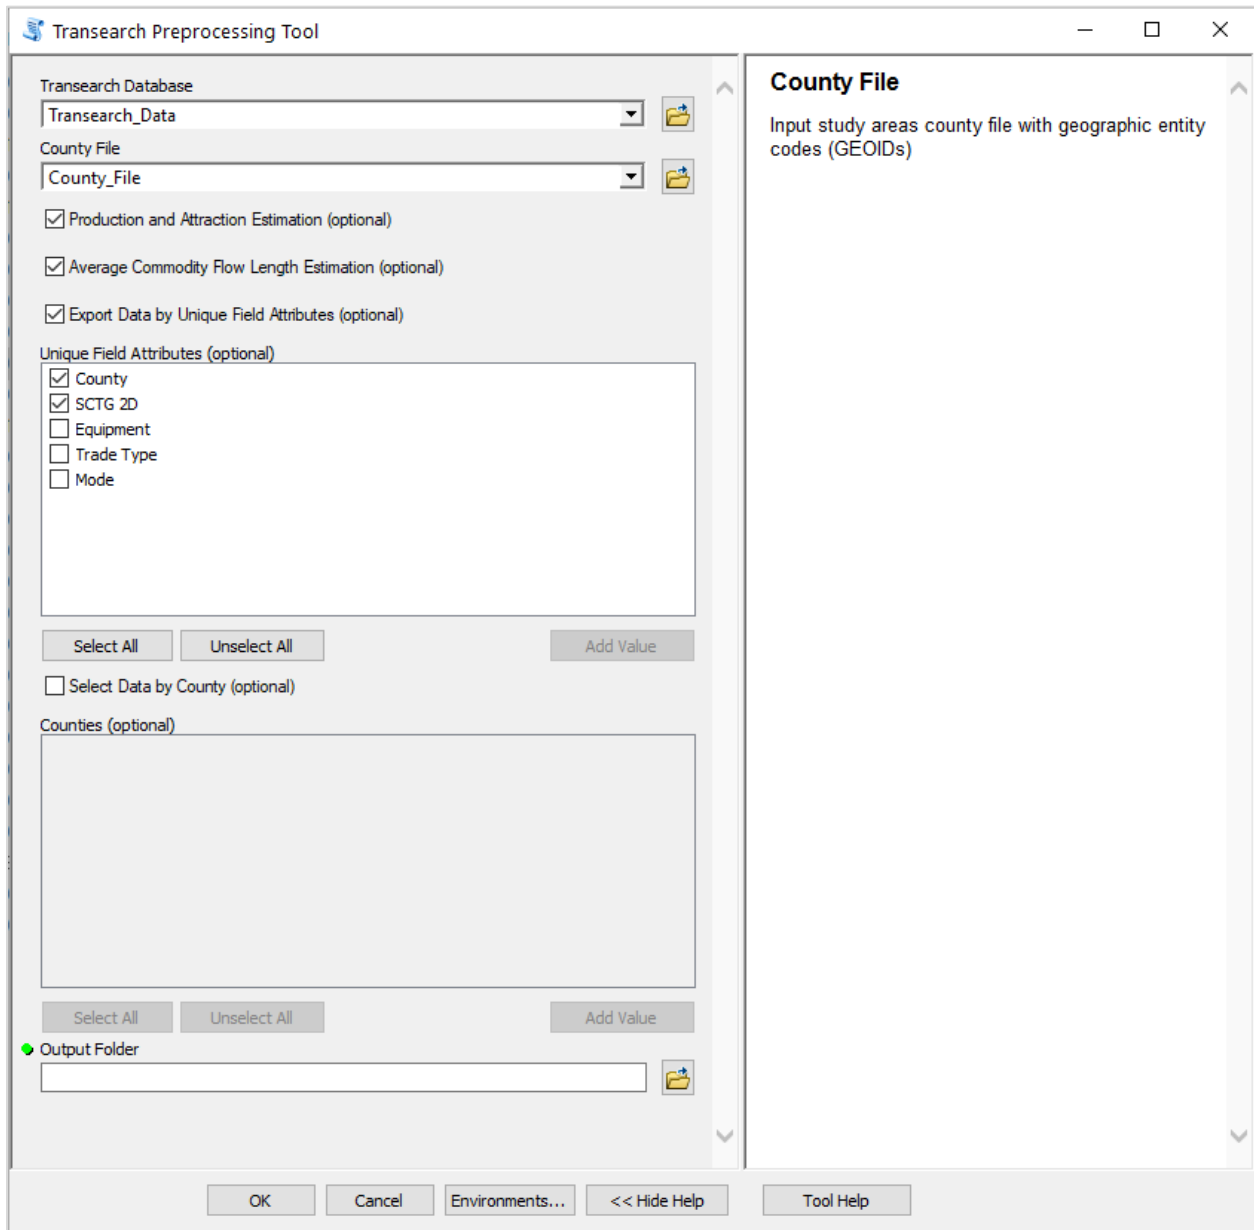 Transearch Preprocessing Tool
Transearch Database
Transearch_Data
County File
County_File
Production and Attraction Estimation (optional)
Average Commodity Flow Length Estimation (optional)
Export Data by Unique Field Attributes (optional)
Unique Field Attributes (optional)
County
SCTG 2D
Equipment
Trade Type
Mode
Select All Unselect All Add Value
Select Data by County (optional)
Counties (optional)
Select All Unselect All Add Value
Output Folder
County File
Input study areas county file with geographic entity
codes (GEOIDs)
OK Cancel Environments... << Hide Help Tool Help